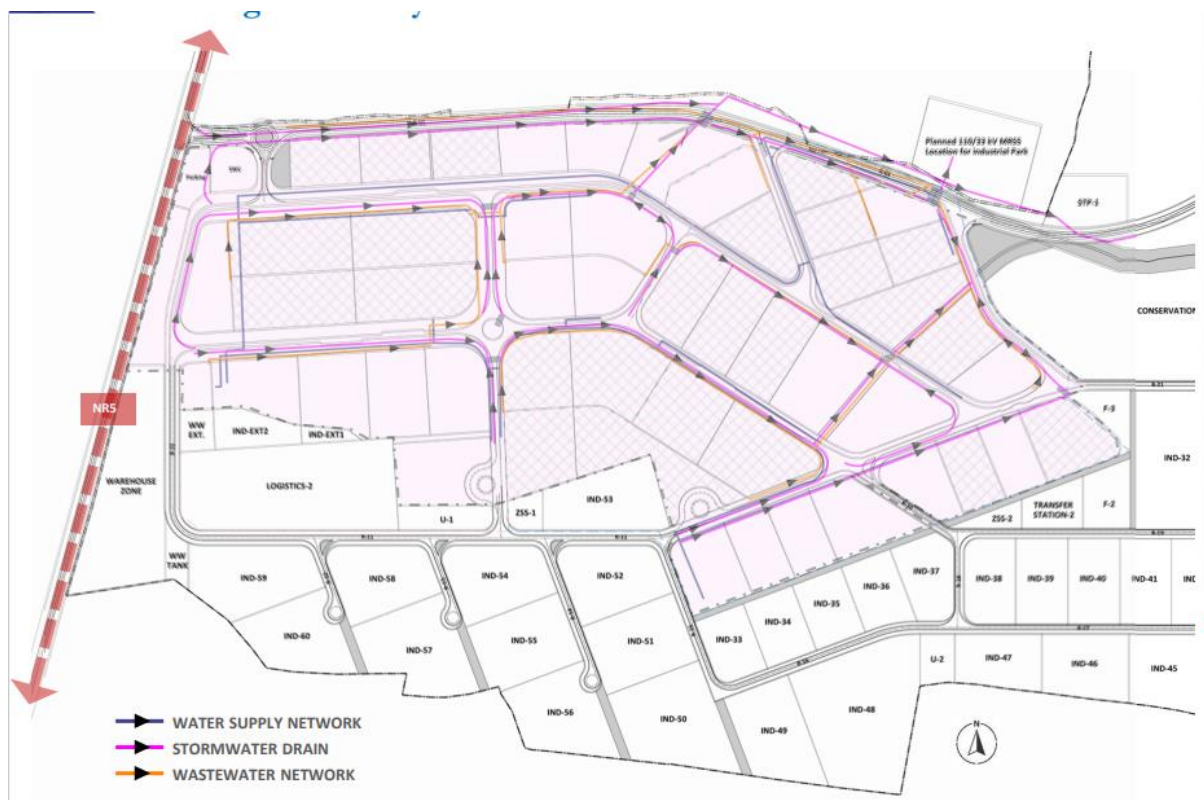 Planned 110/33 kV MRSS
Location for Industrial Park
STP-1
CONSERVATION
NR5
WW
EXT.
IND-EXT2
IND-EXT1
F-3
IND-32
WAREHOUSE
ZONE
LOGISTICS-2
U-1
ZSS-1
IND-53
ZSS-2
TRANSFER
STATION-2
F-2
WW
TANK
IND-59
IND-58
IND-54
IND-52
IND-37
IND-38
IND-39
IND-40
IND-41
IND
IND-36
IND-35
IND-34
IND-33
IND-60
IND-57
IND-55
IND-51
U-2
IND-47
IND-46
IND-45
IND-56
IND-50
IND-49
IND-48
WATER SUPPLY NETWORK
STORMWATER DRAIN
WASTEWATER NETWORK
N